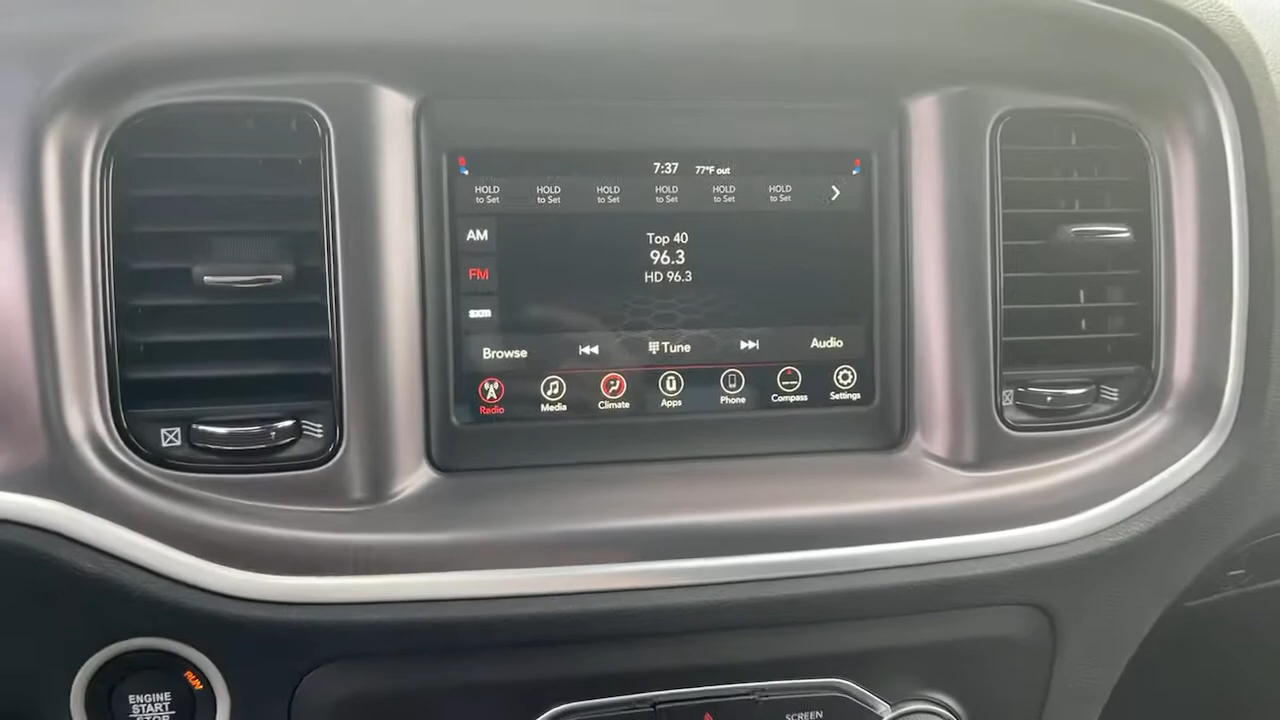 7:37 77°F out
HOLD to Set
HOLD to Set
HOLD to Set
HOLD to Set
HOLD to Set
HOLD to Set
AM
FM
sxm
Top 40
96.3
HD 96.3
Browse
Tune
Audio
Radio
Media
Climate
Apps
Phone
Compass
Settings
RUN
ENGINE
START
STOP
SCREEN